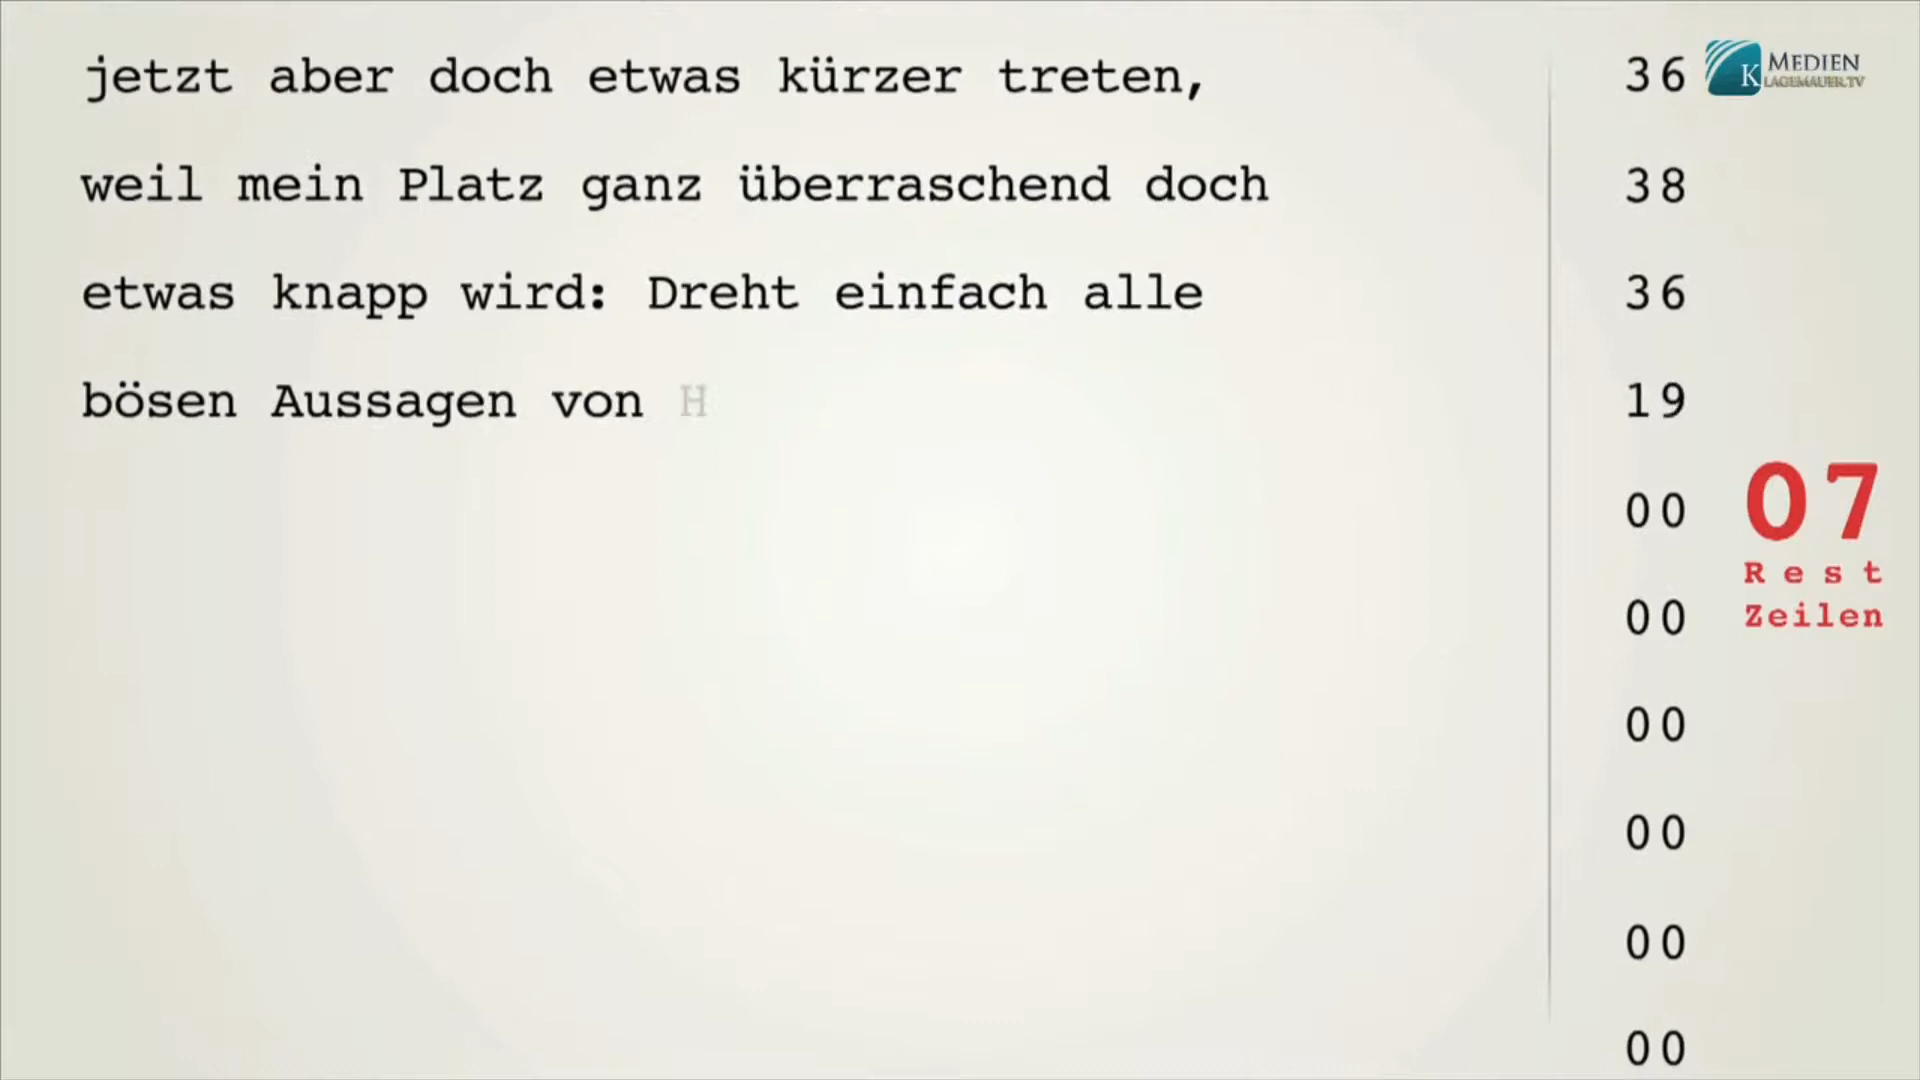 jetzt aber doch etwas kürzer treten, 36
MEDIEN
KLAGEMAUER.TV
weil mein Platz ganz überraschend doch 38
etwas knapp wird: Dreht einfach alle 36
bösen Aussagen von H 19
00
07
Rest
Zeilen
00
00
00
00
00